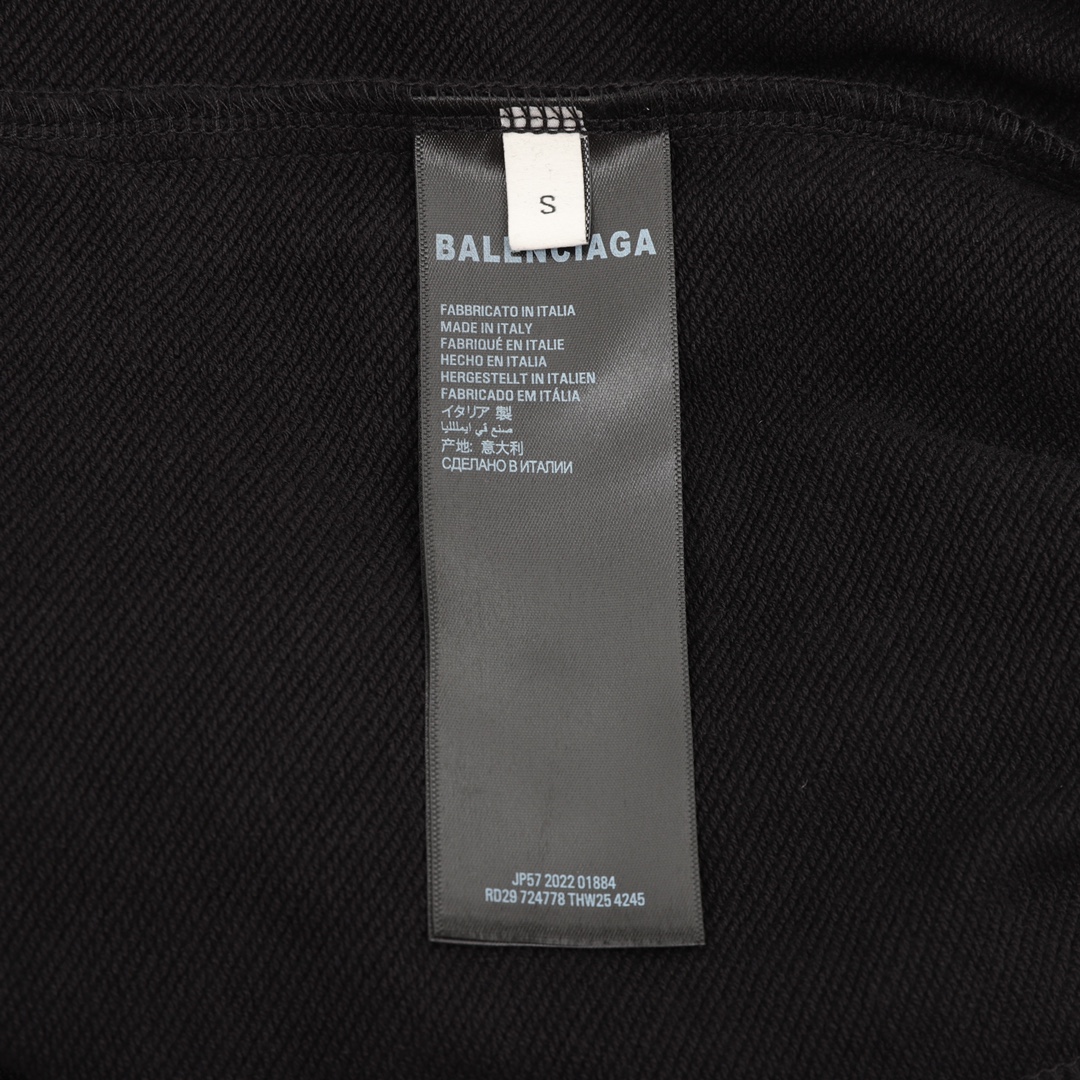 S
BALENCIAGA
FABBRICATO IN ITALIA
MADE IN ITALY
FABRIQUÉ EN ITALIE
HECHO EN ITALIA
HERGESTELLT IN ITALIEN
FABRICADO EM ITÁLIA
イタリア 製
صنع في ايطاليا
产地: 意大利
СДЕЛАНО В ИТАЛИИ
JP57 2022 01884
RD29 724778 THW25 4245